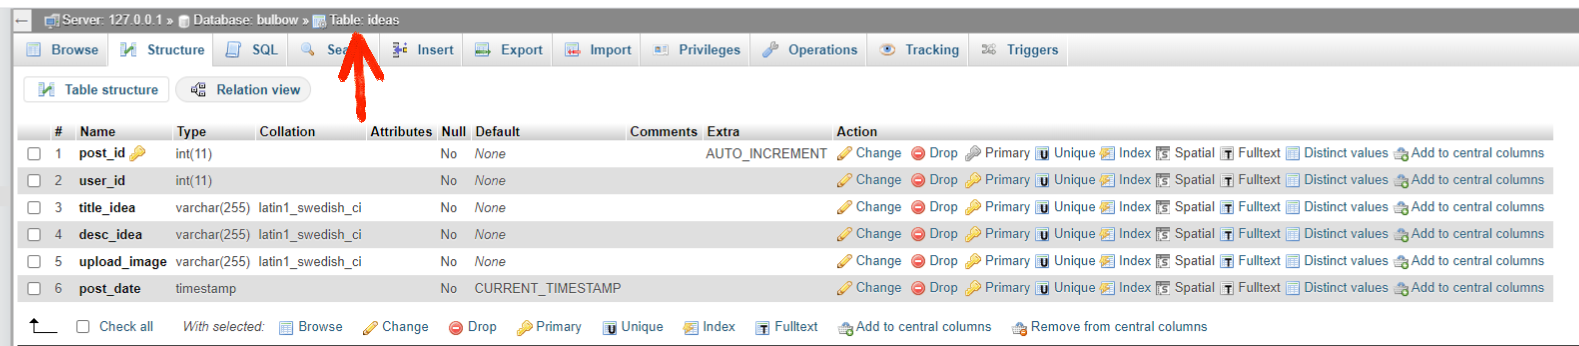 ← Server: 127.0.0.1 » Database: bulbow » Table: ideas
Browse Structure SQL Insert Export Import Privileges Operations Tracking Triggers
Table structure Relation view
# Name Type Collation Attributes Null Default Comments Extra Action
1 post_id int(11) No None AUTO_INCREMENT Change Drop Primary Unique Index Spatial Fulltext Distinct values Add to central columns
2 user_id int(11) No None Change Drop Primary Unique Index Spatial Fulltext Distinct values Add to central columns
3 title_idea varchar(255) latin1_swedish_ci No None Change Drop Primary Unique Index Spatial Fulltext Distinct values Add to central columns
4 desc_idea varchar(255) latin1_swedish_ci No None Change Drop Primary Unique Index Spatial Fulltext Distinct values Add to central columns
5 upload_image varchar(255) latin1_swedish_ci No None Change Drop Primary Unique Index Spatial Fulltext Distinct values Add to central columns
6 post_date timestamp No CURRENT_TIMESTAMP Change Drop Primary Unique Index Spatial Fulltext Distinct values Add to central columns
Check all With selected: Browse Change Drop Primary Unique Index Fulltext Add to central columns Remove from central columns